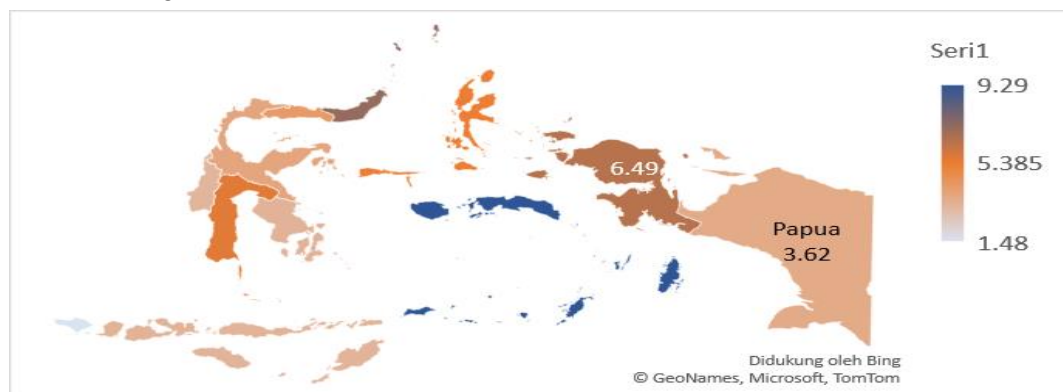 Seri1
9.29
5.385
1.48
6.49
Papua
3.62
Didukung oleh Bing
© GeoNames, Microsoft, TomTom